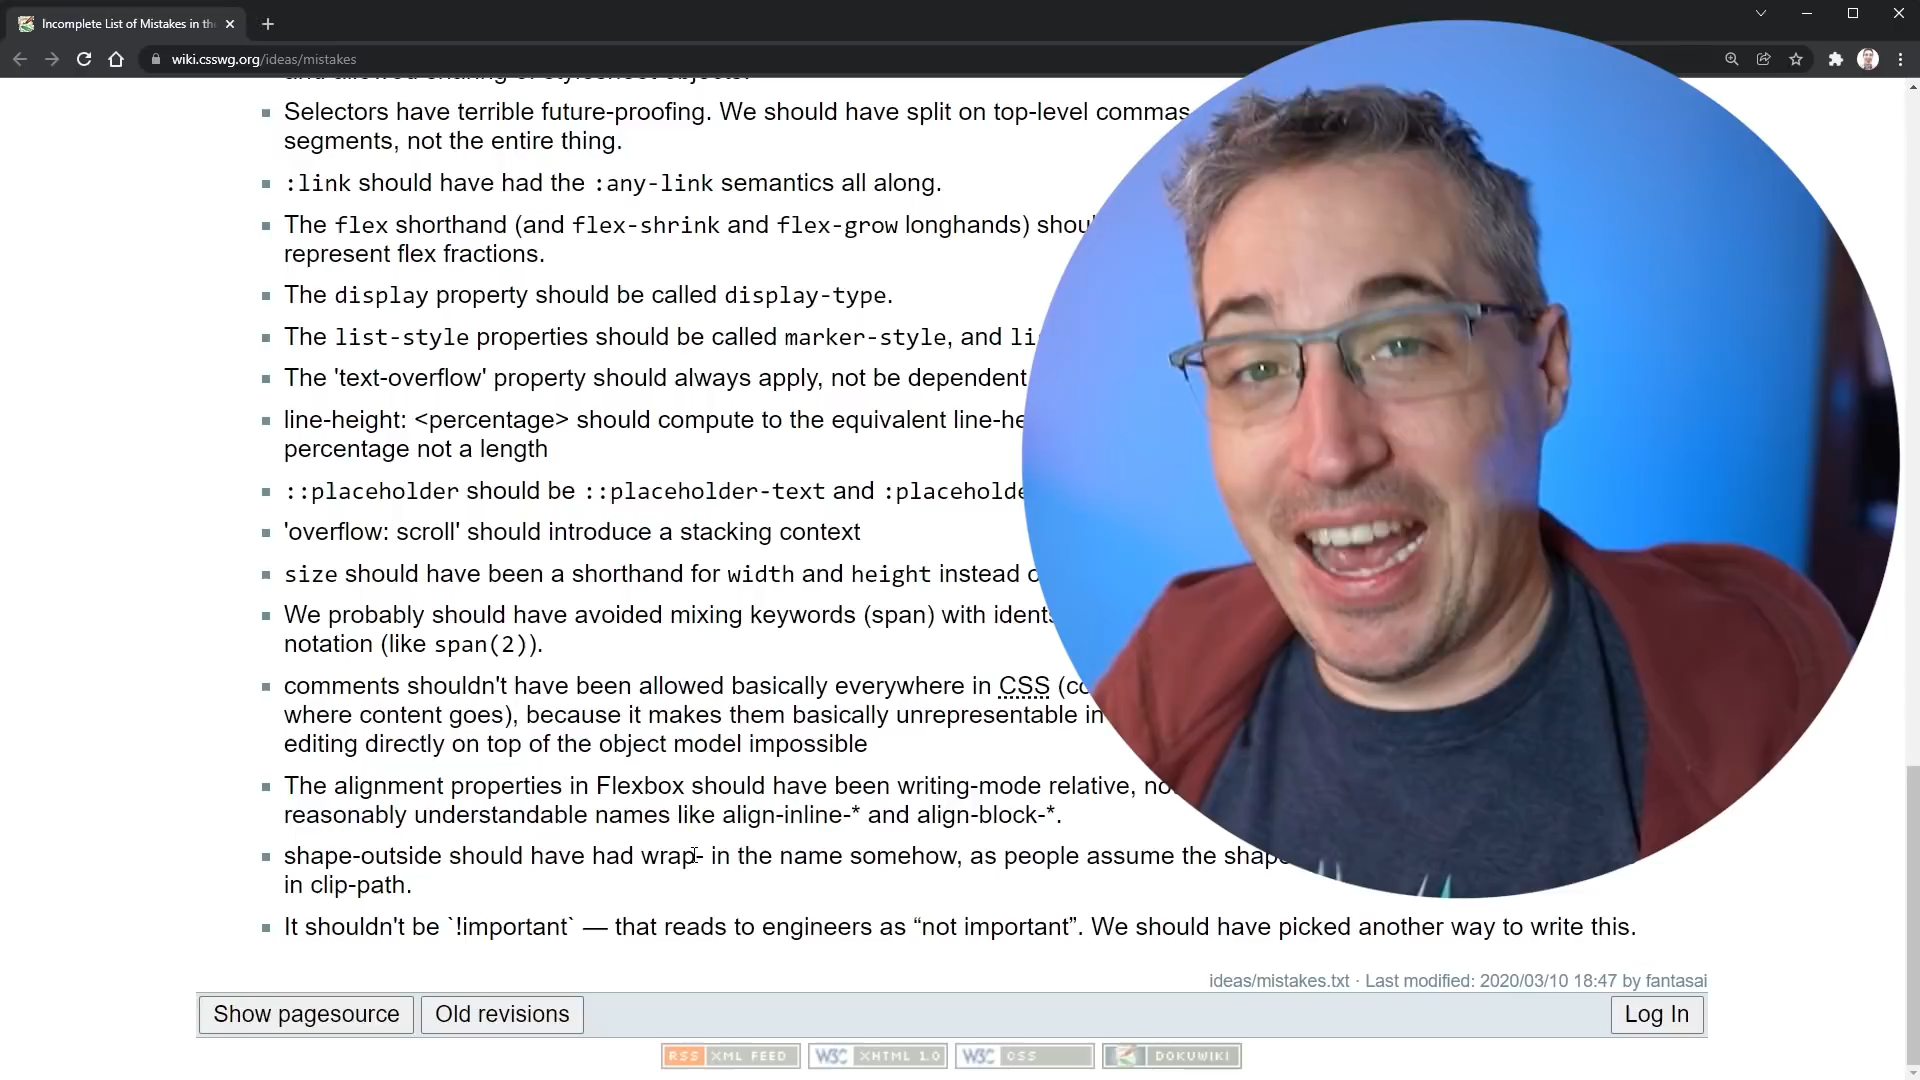 Incomplete List of Mistakes in th
wiki.csswg.org/ideas/mistakes
Selectors have terrible future-proofing. We should have split on top-level commas
segments, not the entire thing.
:link should have had the :any-link semantics all along.
The flex shorthand (and flex-shrink and flex-grow longhands) shou
represent flex fractions.
The display property should be called display-type.
The list-style properties should be called marker-style, and li
The 'text-overflow' property should always apply, not be dependent
line-height: <percentage> should compute to the equivalent line-he
percentage not a length
::placeholder should be ::placeholder-text and :placeholde
'overflow: scroll' should introduce a stacking context
size should have been a shorthand for width and height instead o
We probably should have avoided mixing keywords (span) with idents
notation (like span(2)).
comments shouldn't have been allowed basically everywhere in CSS (co
where content goes), because it makes them basically unrepresentable in
editing directly on top of the object model impossible
The alignment properties in Flexbox should have been writing-mode relative, no
reasonably understandable names like align-inline-* and align-block-*.
shape-outside should have had wrap- in the name somehow, as people assume the shape
in clip-path.
It shouldn't be `!important` — that reads to engineers as “not important”. We should have picked another way to write this.
ideas/mistakes.txt · Last modified: 2020/03/10 18:47 by fantasai
Show pagesource Old revisions Log In
RSS XML FEED W3C XHTML 1.0 W3C CSS DOKUWIKI